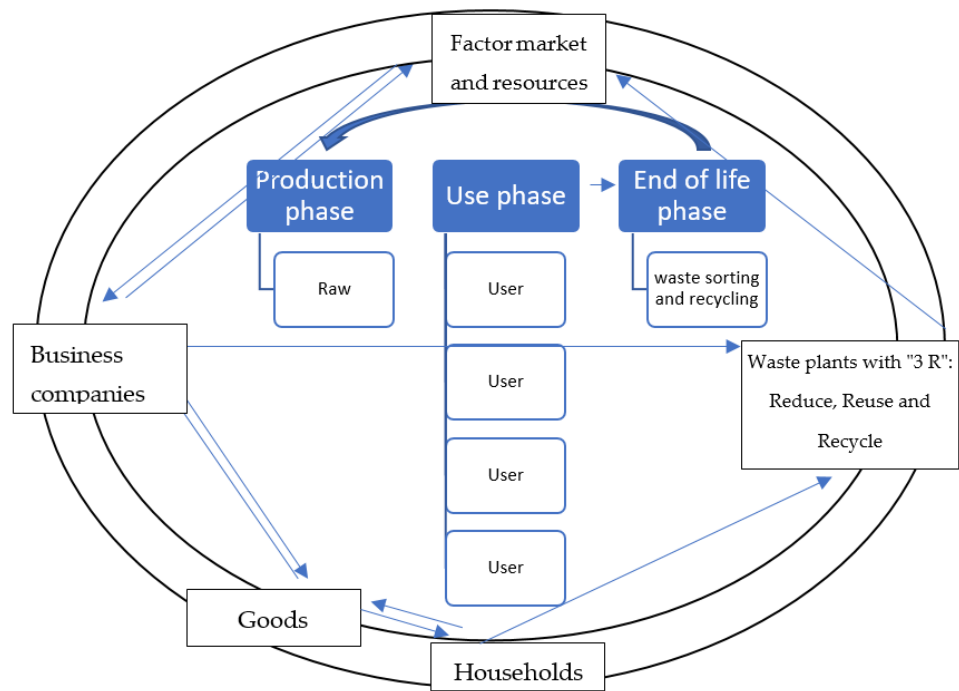 Factor market
and resources
Production
phase
Use phase
End of life
phase
Raw
User
waste sorting
and recycling
Business
companies
User
Waste plants with "3 R":
Reduce, Reuse and
Recycle
User
User
Goods
Households